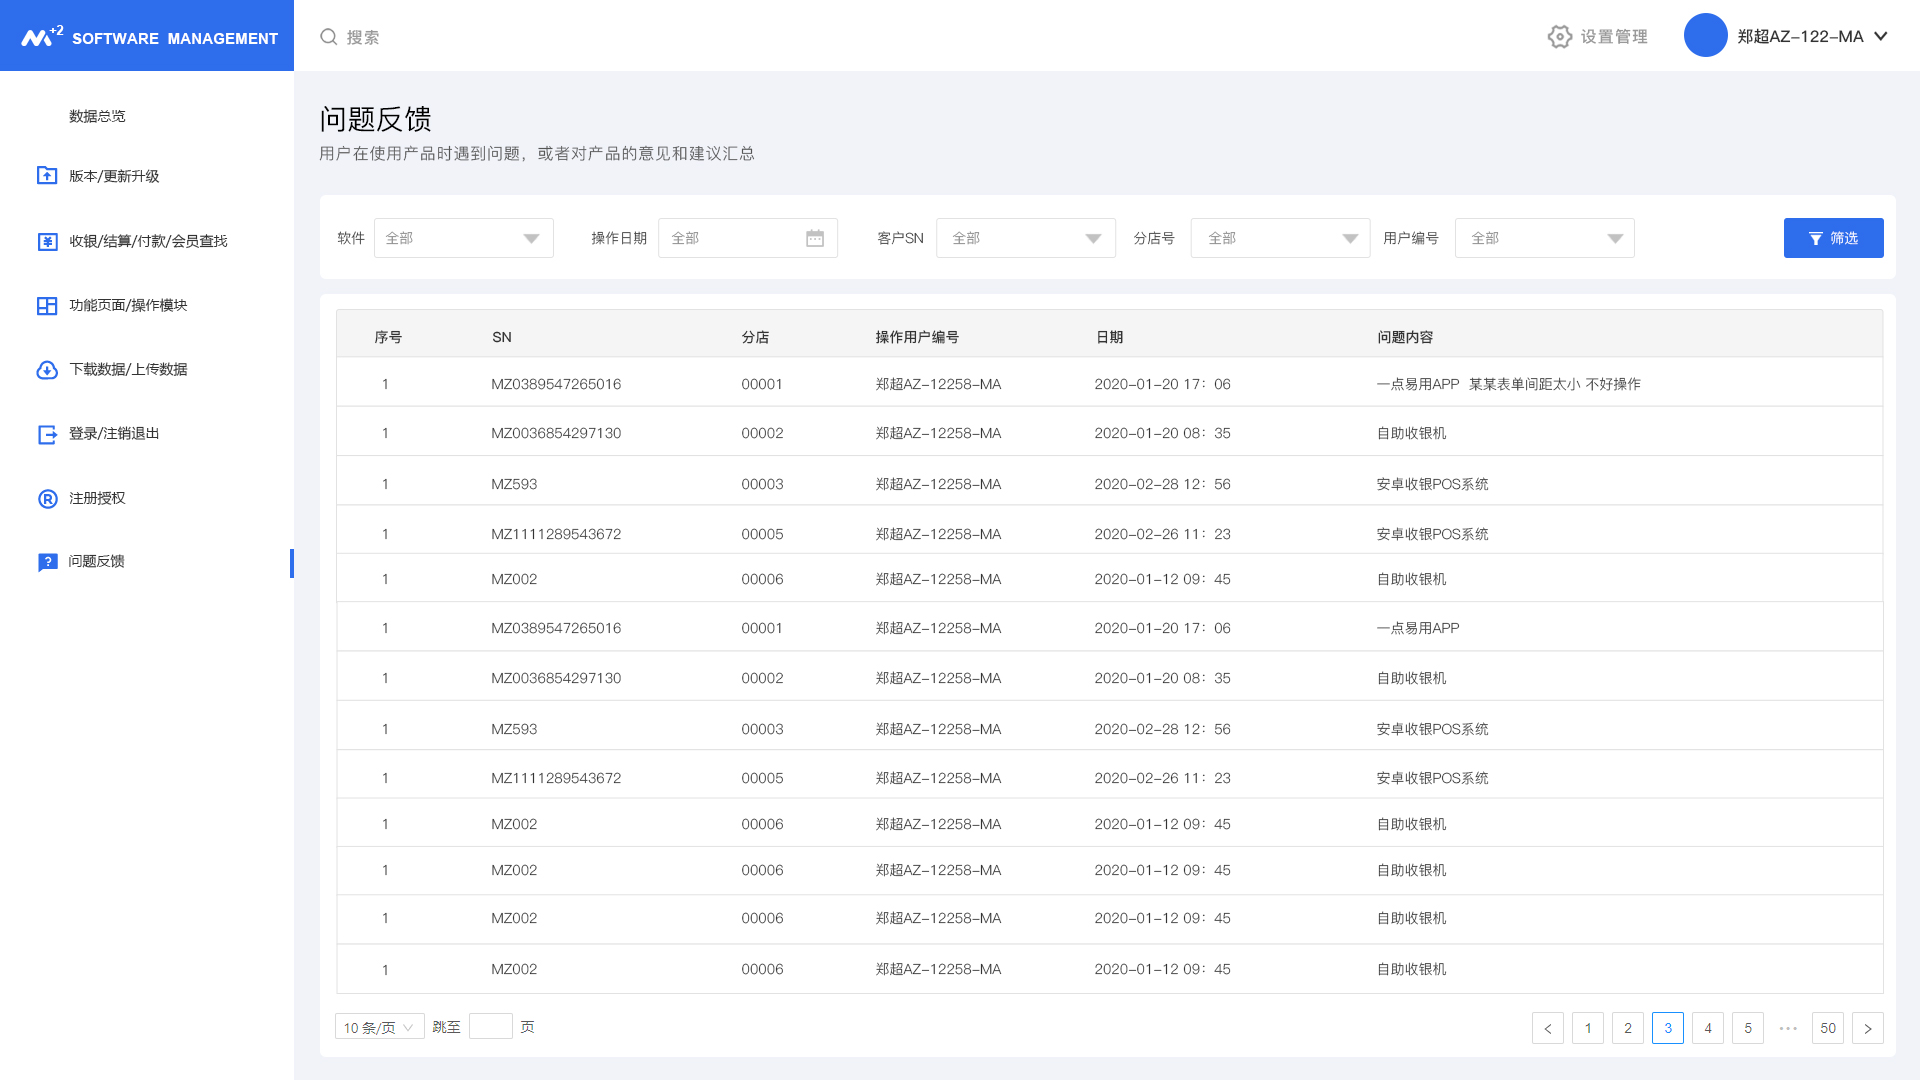 M+2 SOFTWARE MANAGEMENT
搜索
设置管理
郑超AZ-122-MA
数据总览
版本/更新升级
收银/结算/付款/会员查找
功能页面/操作模块
下载数据/上传数据
登录/注销退出
注册授权
问题反馈
问题反馈
用户在使用产品时遇到问题，或者对产品的意见和建议汇总
软件 全部 操作日期 全部 客户SN 全部 分店号 全部 用户编号 全部 筛选
序号 SN 分店 操作用户编号 日期 问题内容
1 MZ0389547265016 00001 郑超AZ-12258-MA 2020-01-20 17：06 一点易用APP 某某表单间距太小 不好操作
1 MZ0036854297130 00002 郑超AZ-12258-MA 2020-01-20 08：35 自助收银机
1 MZ593 00003 郑超AZ-12258-MA 2020-02-28 12：56 安卓收银POS系统
1 MZ1111289543672 00005 郑超AZ-12258-MA 2020-02-26 11：23 安卓收银POS系统
1 MZ002 00006 郑超AZ-12258-MA 2020-01-12 09：45 自助收银机
1 MZ0389547265016 00001 郑超AZ-12258-MA 2020-01-20 17：06 一点易用APP
1 MZ0036854297130 00002 郑超AZ-12258-MA 2020-01-20 08：35 自助收银机
1 MZ593 00003 郑超AZ-12258-MA 2020-02-28 12：56 安卓收银POS系统
1 MZ1111289543672 00005 郑超AZ-12258-MA 2020-02-26 11：23 安卓收银POS系统
1 MZ002 00006 郑超AZ-12258-MA 2020-01-12 09：45 自助收银机
1 MZ002 00006 郑超AZ-12258-MA 2020-01-12 09：45 自助收银机
1 MZ002 00006 郑超AZ-12258-MA 2020-01-12 09：45 自助收银机
1 MZ002 00006 郑超AZ-12258-MA 2020-01-12 09：45 自助收银机
10 条/页 跳至 页 < 1 2 3 4 5 ••• 50 >